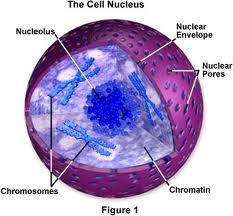 The Cell Nucleus
Nucleolus
Nuclear
Envelope
Nuclear
Pores
Chromosomes
Chromatin
Figure 1